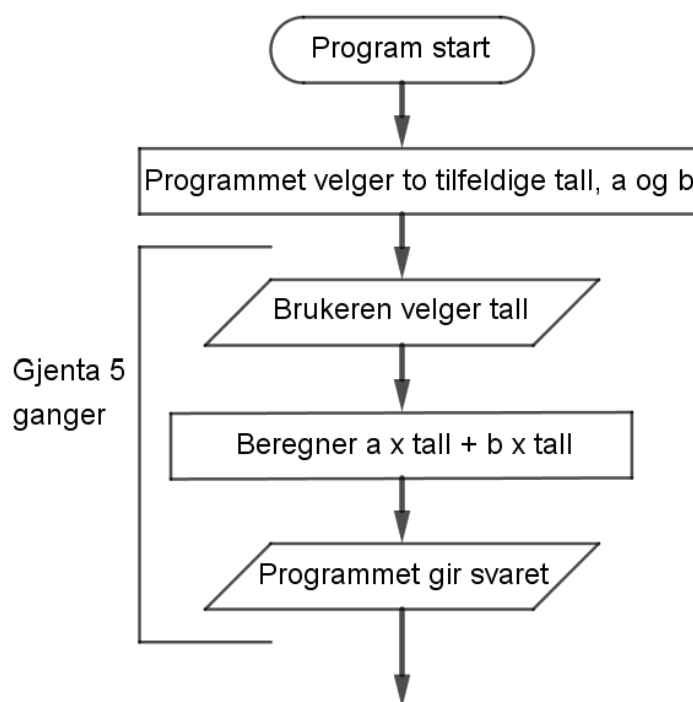 Program start
Programmet velger to tilfeldige tall, a og b
Brukeren velger tall
Gjenta 5
ganger
Beregner a x tall + b x tall
Programmet gir svaret